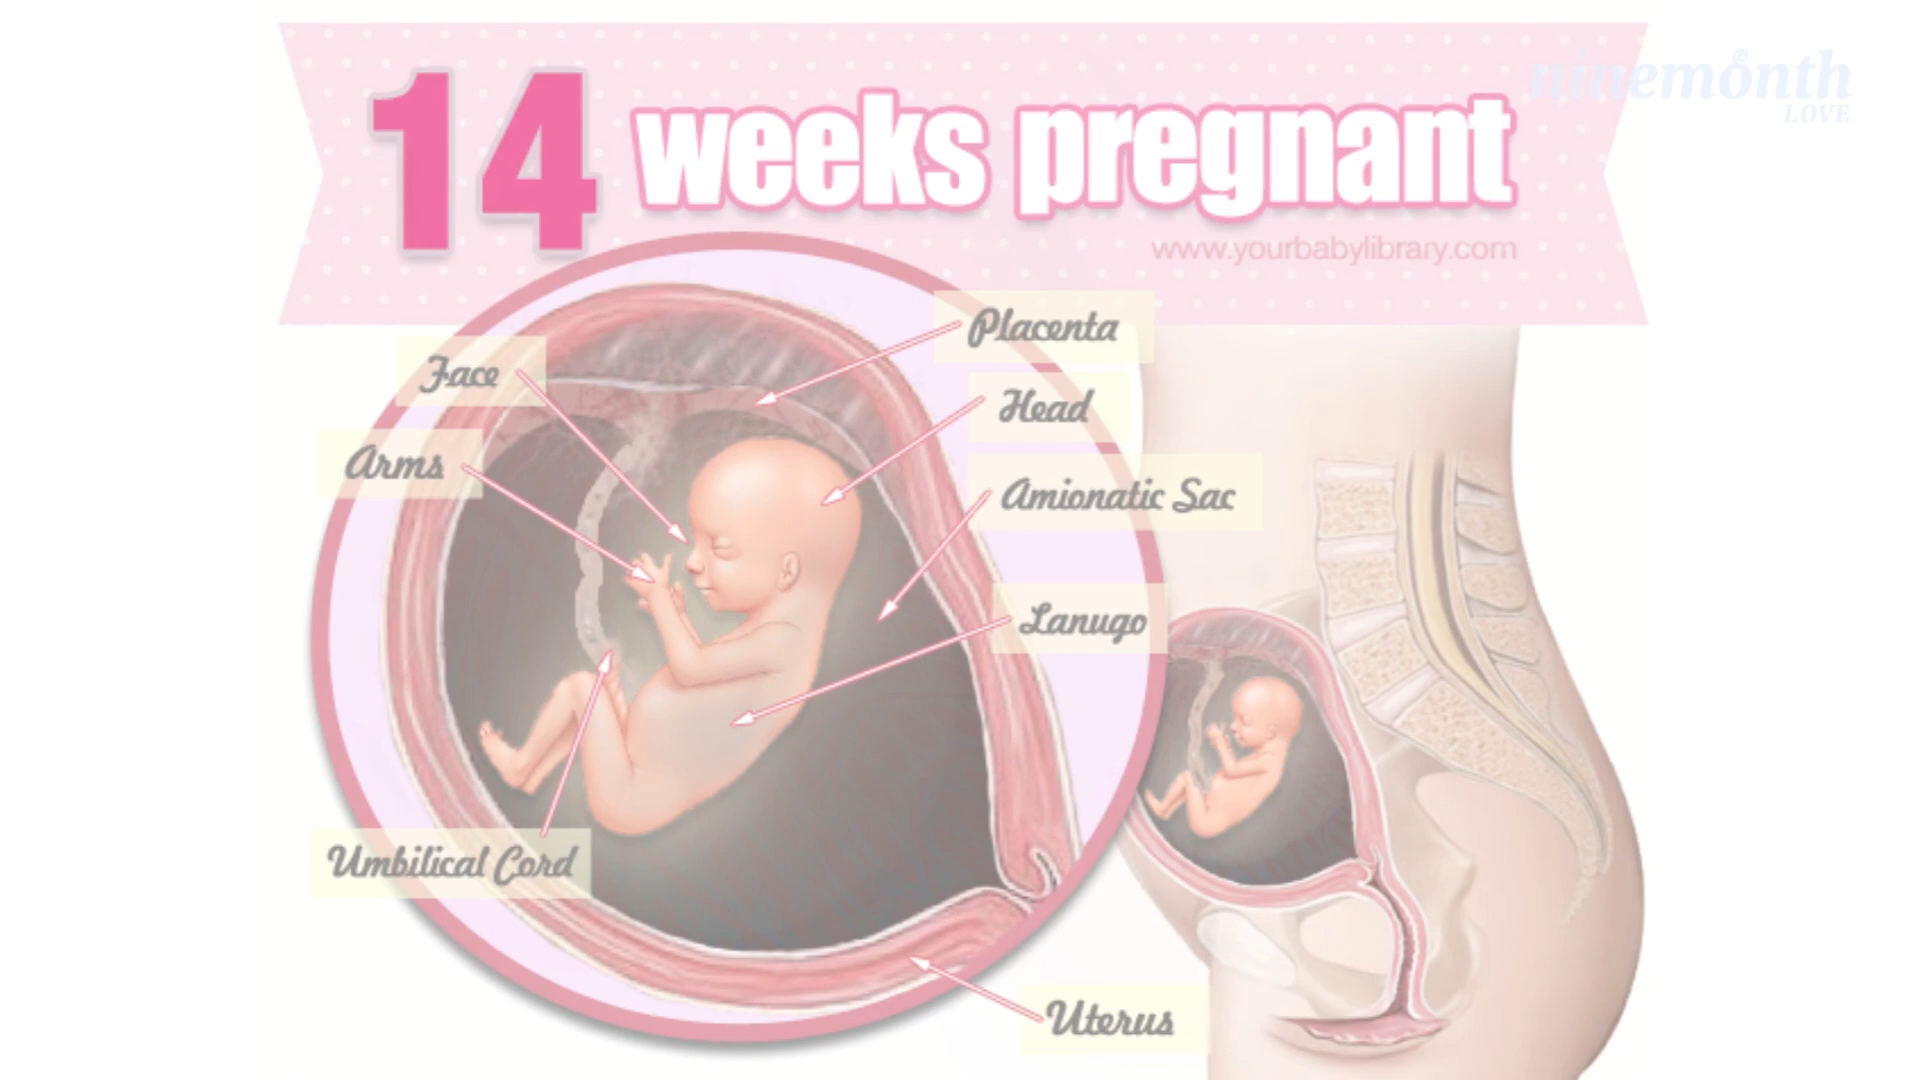 14 weeks pregnant
ninemonth
LOVE
www.yourbabylibrary.com
Placenta
Face
Head
Arms
Amionatic Sac
Lanugo
Umbilical Cord
Uterus